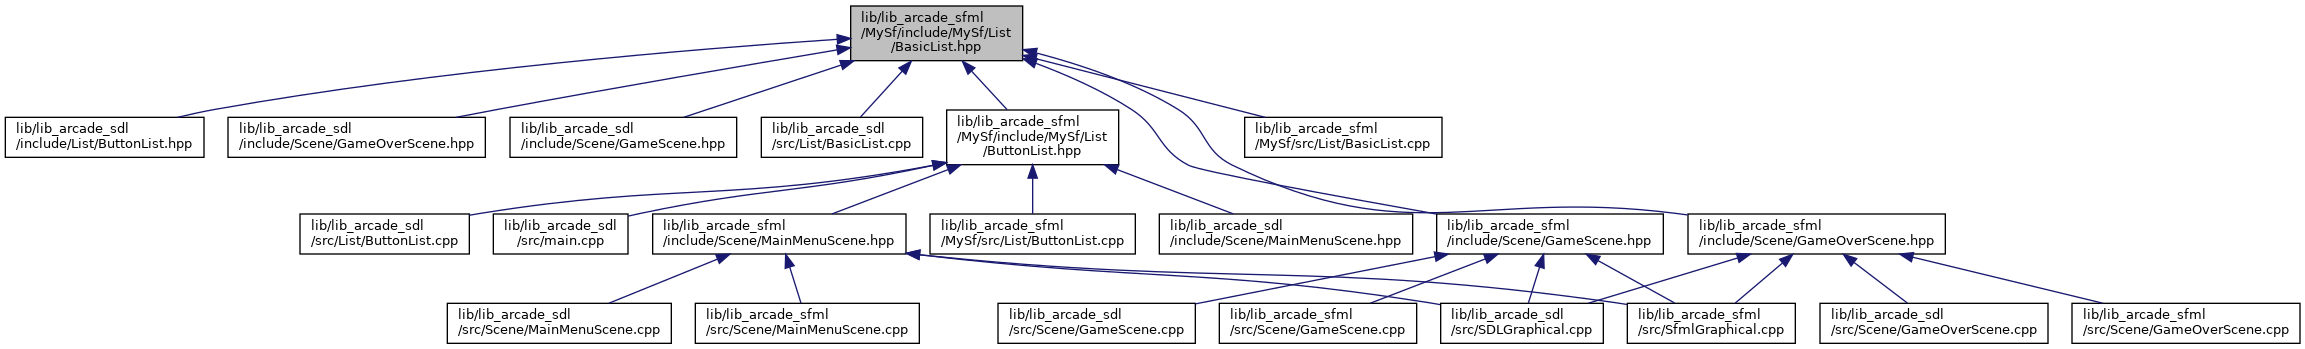 lib/lib_arcade_sfml
/MySf/include/MySf/List
/BasicList.hpp
lib/lib_arcade_sdl
/include/List/ButtonList.hpp
lib/lib_arcade_sdl
/include/Scene/GameOverScene.hpp
lib/lib_arcade_sdl
/include/Scene/GameScene.hpp
lib/lib_arcade_sdl
/src/List/BasicList.cpp
lib/lib_arcade_sfml
/MySf/include/MySf/List
/ButtonList.hpp
lib/lib_arcade_sfml
/MySf/src/List/BasicList.cpp
lib/lib_arcade_sdl
/src/List/ButtonList.cpp
lib/lib_arcade_sdl
/src/main.cpp
lib/lib_arcade_sfml
/include/Scene/MainMenuScene.hpp
lib/lib_arcade_sfml
/MySf/src/List/ButtonList.cpp
lib/lib_arcade_sdl
/include/Scene/MainMenuScene.hpp
lib/lib_arcade_sfml
/include/Scene/GameScene.hpp
lib/lib_arcade_sfml
/include/Scene/GameOverScene.hpp
lib/lib_arcade_sdl
/src/Scene/MainMenuScene.cpp
lib/lib_arcade_sfml
/src/Scene/MainMenuScene.cpp
lib/lib_arcade_sdl
/src/Scene/GameScene.cpp
lib/lib_arcade_sfml
/src/Scene/GameScene.cpp
lib/lib_arcade_sdl
/src/SDLGraphical.cpp
lib/lib_arcade_sfml
/src/SfmlGraphical.cpp
lib/lib_arcade_sdl
/src/Scene/GameOverScene.cpp
lib/lib_arcade_sfml
/src/Scene/GameOverScene.cpp